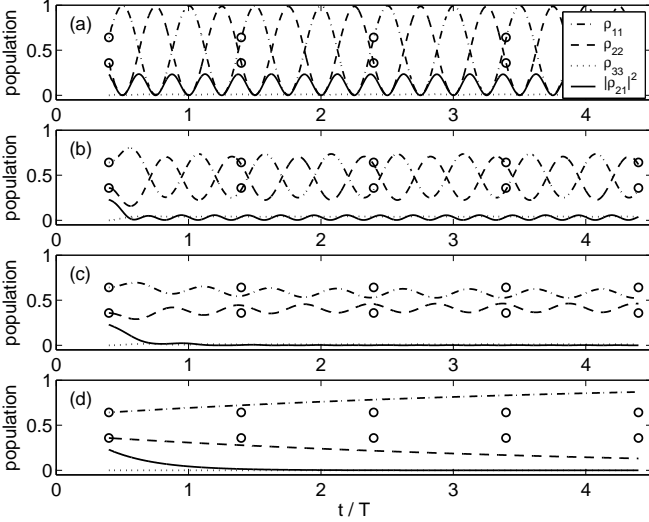 (a)
population
1
0.5
0
0 1 2 3 4
ρ11
ρ22
ρ33
|ρ21|2
(b)
population
1
0.5
0
0 1 2 3 4
(c)
population
1
0.5
0
0 1 2 3 4
(d)
population
1
0.5
0
0 1 2 3 4
t / T